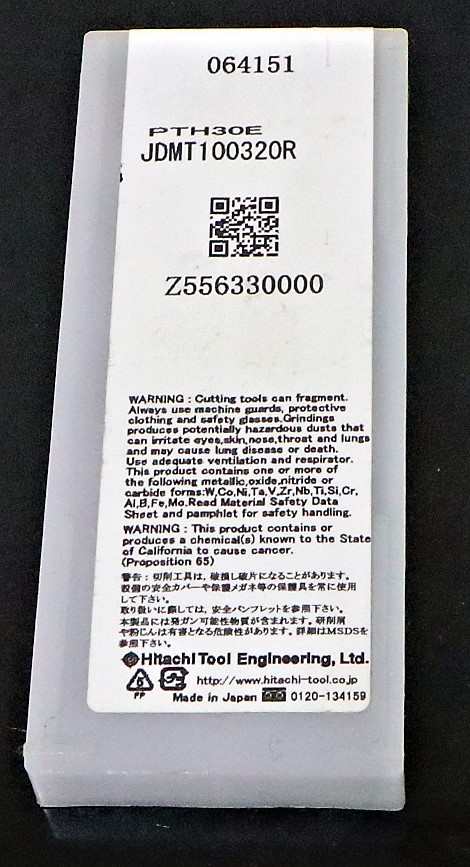 064151
PTH30E
JDMT100320R
Z556330000
WARNING : Cutting tools can fragment.
Always use machine guards, protective
clothing and safety glasses.Grindings
produces potentially hazardous dusts that
can irritate eyes,skin,nose,throat and lungs
and may cause lung disease or death.
Use adequate ventilation and respirator.
This product contains one or more of
the following metallic,oxide,nitride or
carbide forms:W,Co,Ni,Ta,V,Zr,Nb,Ti,Si,Cr,
Al,B,Fe,Mo.Read Material Safety Data
Sheet and pamphlet for safety handling.
WARNING : This product contains or
produces a chemical(s) known to the State
of California to cause cancer.
(Proposition 65)
警告 : 切削工具は, 破損し破片になることがあります。
設備の安全カバーや保護メガネ等の保護具を常に使用
して下さい。
取り扱いに際しては, 安全パンフレットを参照下さい。
本製品には発ガン可能性物質が含まれます。研削屑
や粉じんは有害となる危険性があります。詳細はMSDSを
参照下さい。
Hitachi Tool Engineering, Ltd.
6 PP http://www.hitachi-tool.co.jp
Made in Japan 0120-134159